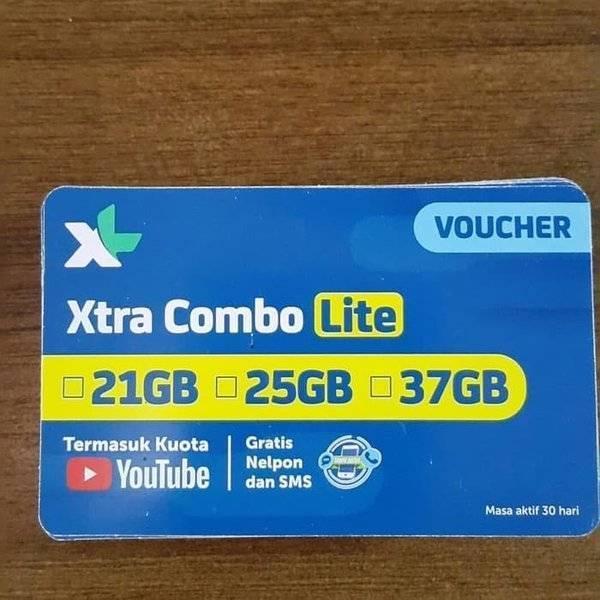 XL
VOUCHER
Xtra Combo Lite
21GB 25GB 37GB
Termasuk Kuota
YouTube
Gratis
Nelpon
dan SMS
Masa aktif 30 hari